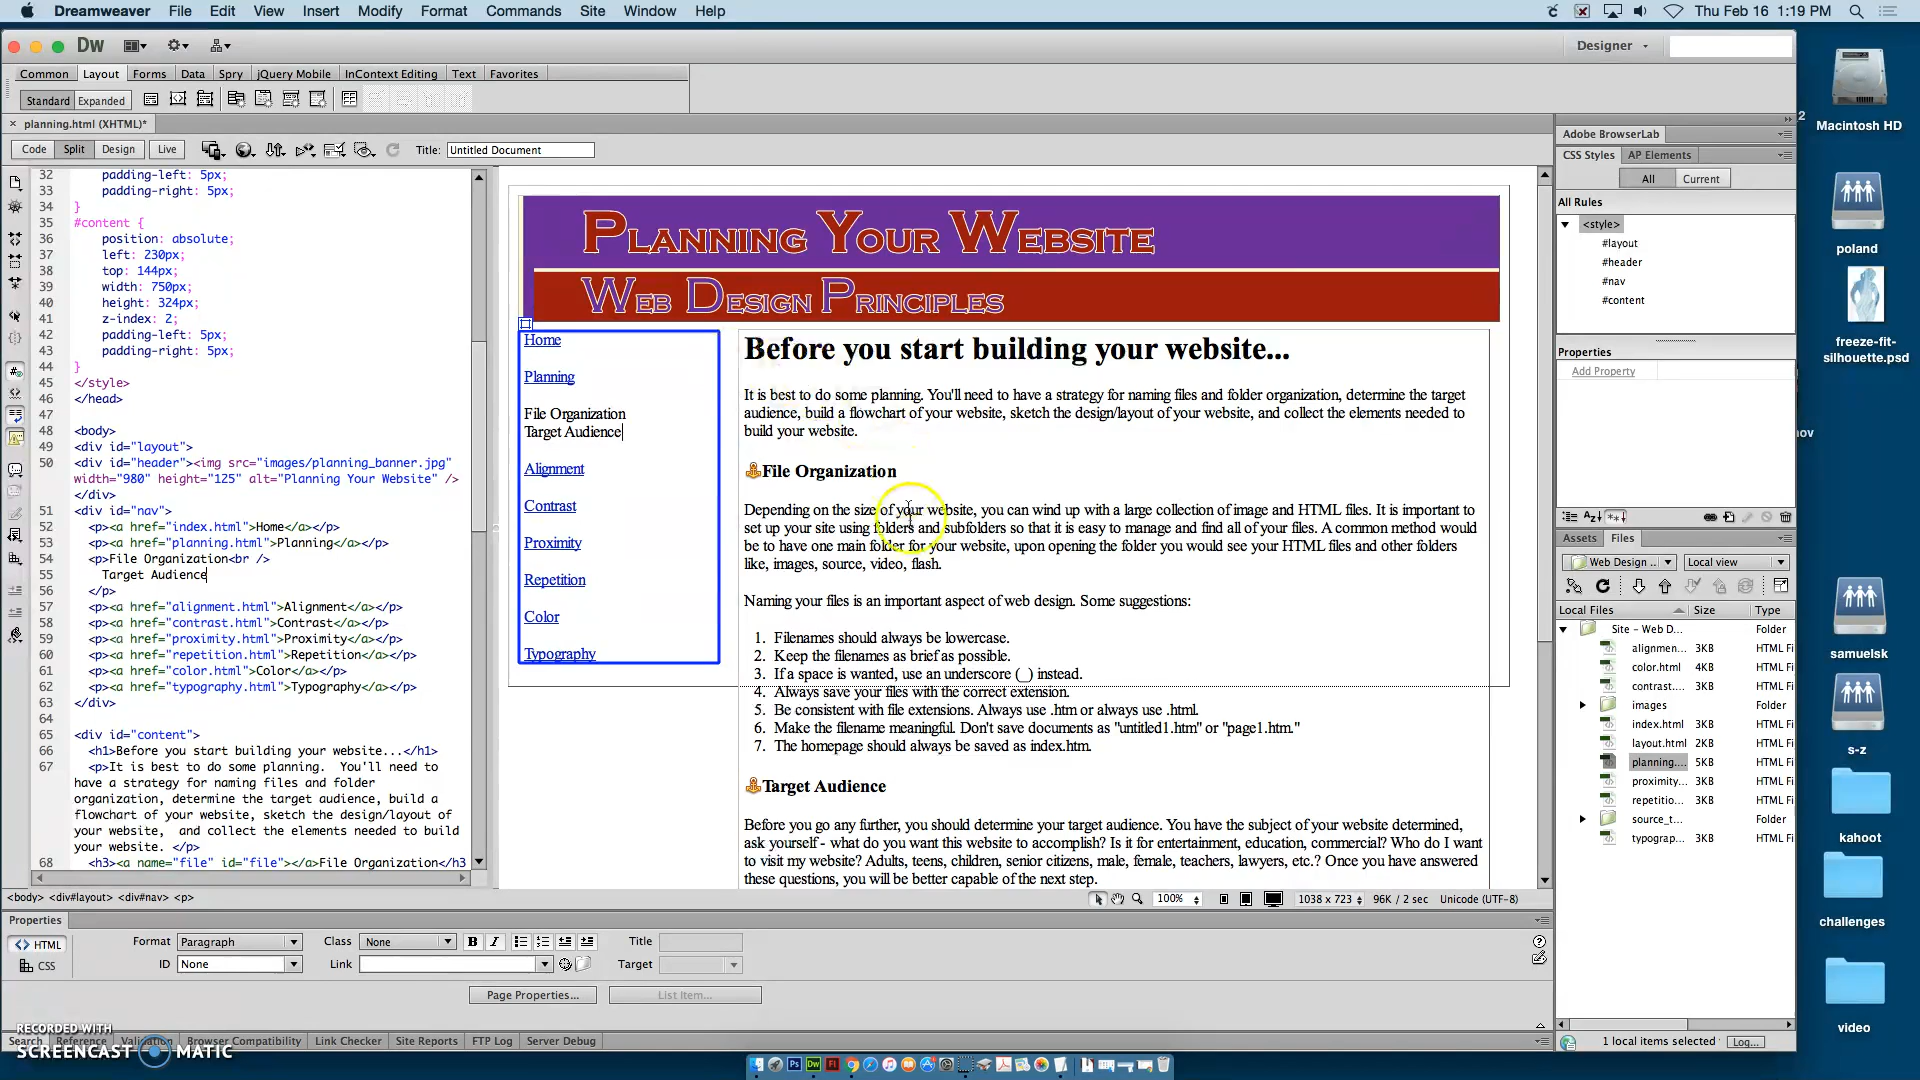 Dreamweaver File Edit View Insert Modify Format Commands Site Window Help
Thu Feb 16 1:19 PM
Dw
Designer
Common Layout Forms Data Spry jQuery Mobile InContext Editing Text Favorites
Standard Expanded
planning.html (XHTML)*
Code Split Design Live Title: Untitled Document
32 padding-left: 5px;
33 padding-right: 5px;
34 }
35 #content {
36 position: absolute;
37 left: 230px;
38 top: 144px;
39 width: 750px;
40 height: 324px;
41 z-index: 2;
42 padding-left: 5px;
43 padding-right: 5px;
44 }
45 </style>
46 </head>
47
48 <body>
49 <div id="layout">
50 <div id="header"><img src="images/planning_banner.jpg"
width="980" height="125" alt="Planning Your Website" />
</div>
51 <div id="nav">
52 <p><a href="index.html">Home</a></p>
53 <p><a href="planning.html">Planning</a></p>
54 <p>File Organization<br />
55 Target Audience
56 </p>
57 <p><a href="alignment.html">Alignment</a></p>
58 <p><a href="contrast.html">Contrast</a></p>
59 <p><a href="proximity.html">Proximity</a></p>
60 <p><a href="repetition.html">Repetition</a></p>
61 <p><a href="color.html">Color</a></p>
62 <p><a href="typography.html">Typography</a></p>
63 </div>
64
65 <div id="content">
66 <h1>Before you start building your website...</h1>
67 <p>It is best to do some planning. You'll need to
have a strategy for naming files and folder
organization, determine the target audience, build a
flowchart of your website, sketch the design/layout of
your website, and collect the elements needed to build
your website. </p>
68 <h3><a name="file" id="file"></a>File Organization</h3
Planning Your Website
Web Design Principles
Home
Planning
File Organization
Target Audience
Alignment
Contrast
Proximity
Repetition
Color
Typography
Before you start building your website...
It is best to do some planning. You'll need to have a strategy for naming files and folder organization, determine the target
audience, build a flowchart of your website, sketch the design/layout of your website, and collect the elements needed to
build your website.
File Organization
Depending on the size of your website, you can wind up with a large collection of image and HTML files. It is important to
set up your site using folders and subfolders so that it is easy to manage and find all of your files. A common method would
be to have one main folder for your website, upon opening the folder you would see your HTML files and other folders
like, images, source, video, flash.
Naming your files is an important aspect of web design. Some suggestions:
1. Filenames should always be lowercase.
2. Keep the filenames as brief as possible.
3. If a space is wanted, use an underscore (_) instead.
4. Always save your files with the correct extension.
5. Be consistent with file extensions. Always use .htm or always use .html.
6. Make the filename meaningful. Don't save documents as "untitled1.htm" or "page1.htm."
7. The homepage should always be saved as index.htm.
Target Audience
Before you go any further, you should determine your target audience. You have the subject of your website determined,
ask yourself - what do you want this website to accomplish? Is it for entertainment, education, commercial? Who do I want
to visit my website? Adults, teens, children, senior citizens, male, female, teachers, lawyers, etc.? Once you have answered
these questions, you will be better capable of the next step.
<body> <div#layout> <div#nav> <p>
100% 1038 x 723 96K / 2 sec Unicode (UTF-8)
Properties
HTML Format Paragraph Class None B I Title
CSS ID None Link Target
Page Properties... List Item...
Search Reference Validation Browser Compatibility Link Checker Site Reports FTP Log Server Debug
RECORDED WITH
SCREENCAST MATIC
Adobe BrowserLab
CSS Styles AP Elements
All Current
All Rules
<style>
#layout
#header
#nav
#content
Properties
Add Property
Assets Files
Web Design .. Local view
Local Files Size Type
Site - Web D... Folder
alignmen... 3KB HTML Fi
color.html 4KB HTML Fi
contrast.... 3KB HTML Fi
images Folder
index.html 2KB HTML Fi
layout.html 2KB HTML Fi
planning.... 5KB HTML Fi
proximity... 3KB HTML Fi
repetitio... 3KB HTML Fi
source_t... Folder
typograp... 3KB HTML Fi
1 local items selected Log...
Macintosh HD
poland
freeze-fit-
silhouette.psd
samuelsk
s-z
kahoot
challenges
video